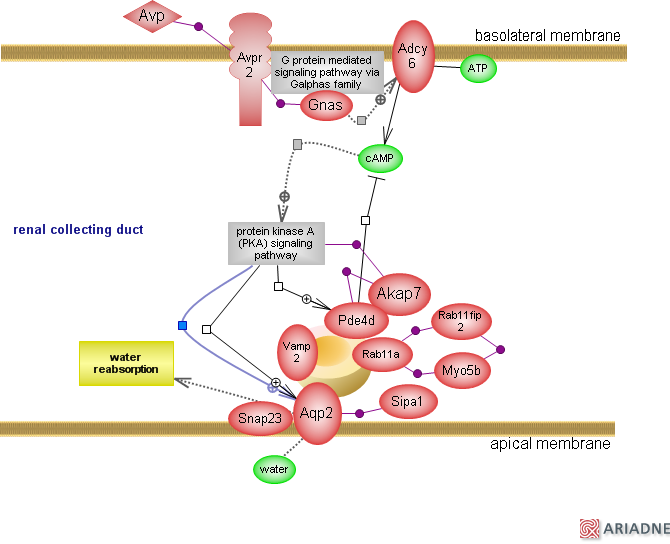 Avp
basolateral membrane
Avpr
2
G protein mediated
signaling pathway via
Galphas family
Adcy
6
ATP
Gnas
cAMP
renal collecting duct
protein kinase A
(PKA) signaling
pathway
Akap7
Pde4d
Rab11fip
2
Vamp
2
Rab11a
water
reabsorption
Myo5b
Sipa1
Snap23
Aqp2
apical membrane
water
ARIADNE